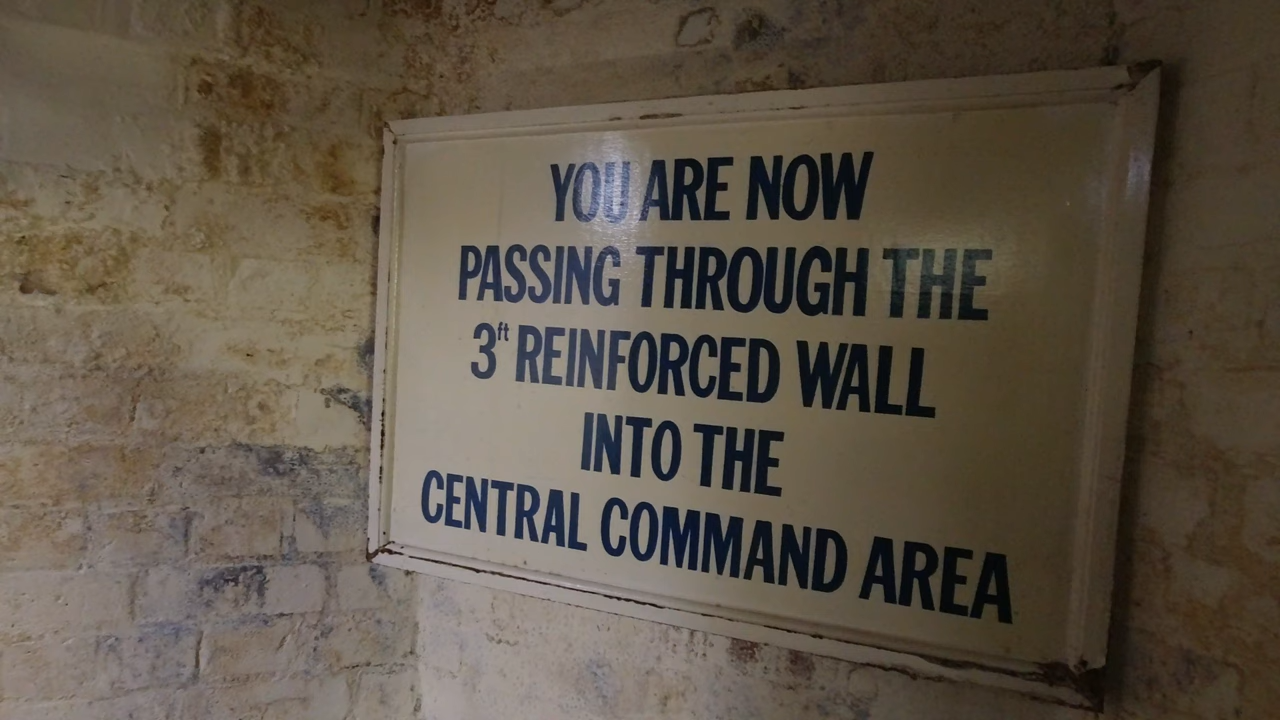 YOU ARE NOW
PASSING THROUGH THE
3ft REINFORCED WALL
INTO THE
CENTRAL COMMAND AREA